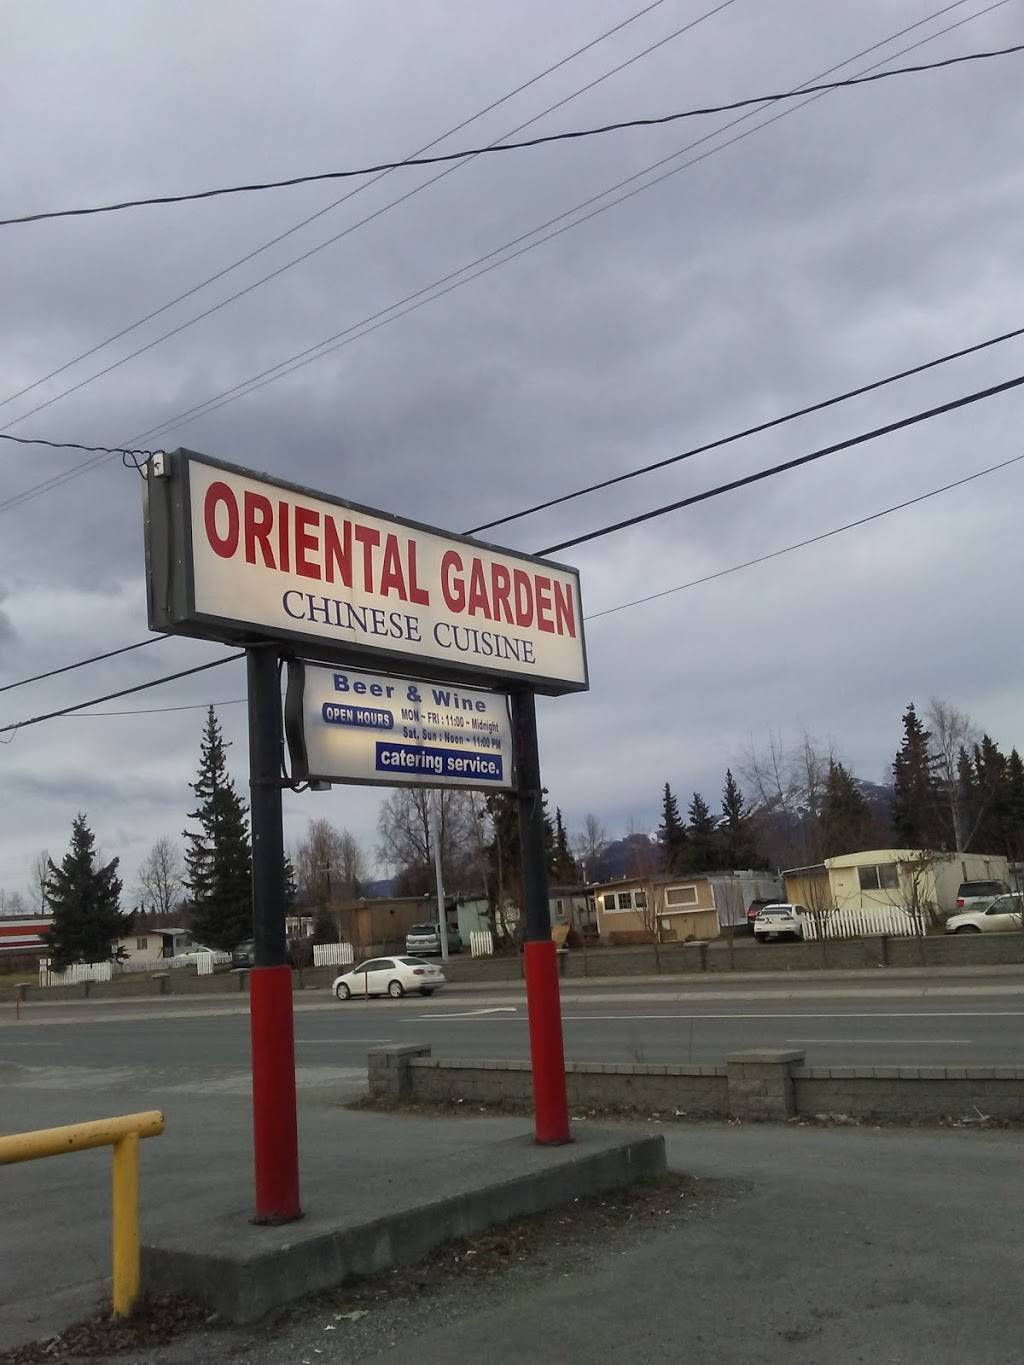 ORIENTAL GARDEN
CHINESE CUISINE
Beer & Wine
OPEN HOURS
MON ~ FRI : 11:00 ~ Midnight
Sat, Sun : Noon ~ 11:00 PM
catering service.